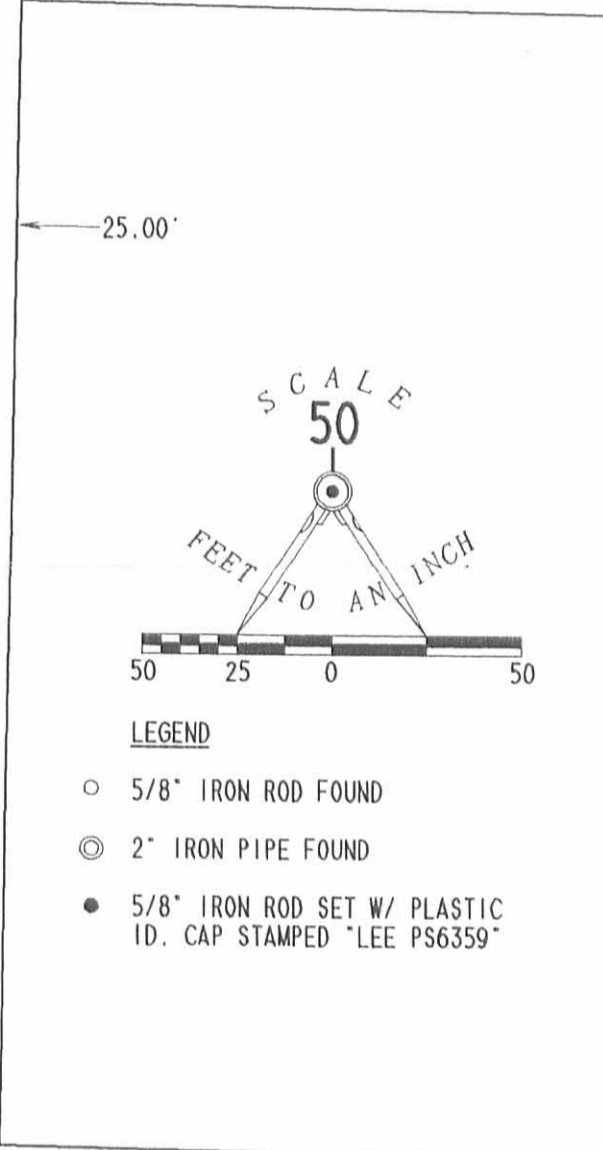 25.00'
SCALE
50
FEET TO AN INCH
50 25 0 50
LEGEND
5/8" IRON ROD FOUND
2" IRON PIPE FOUND
5/8" IRON ROD SET W/ PLASTIC
ID. CAP STAMPED "LEE PS6359"